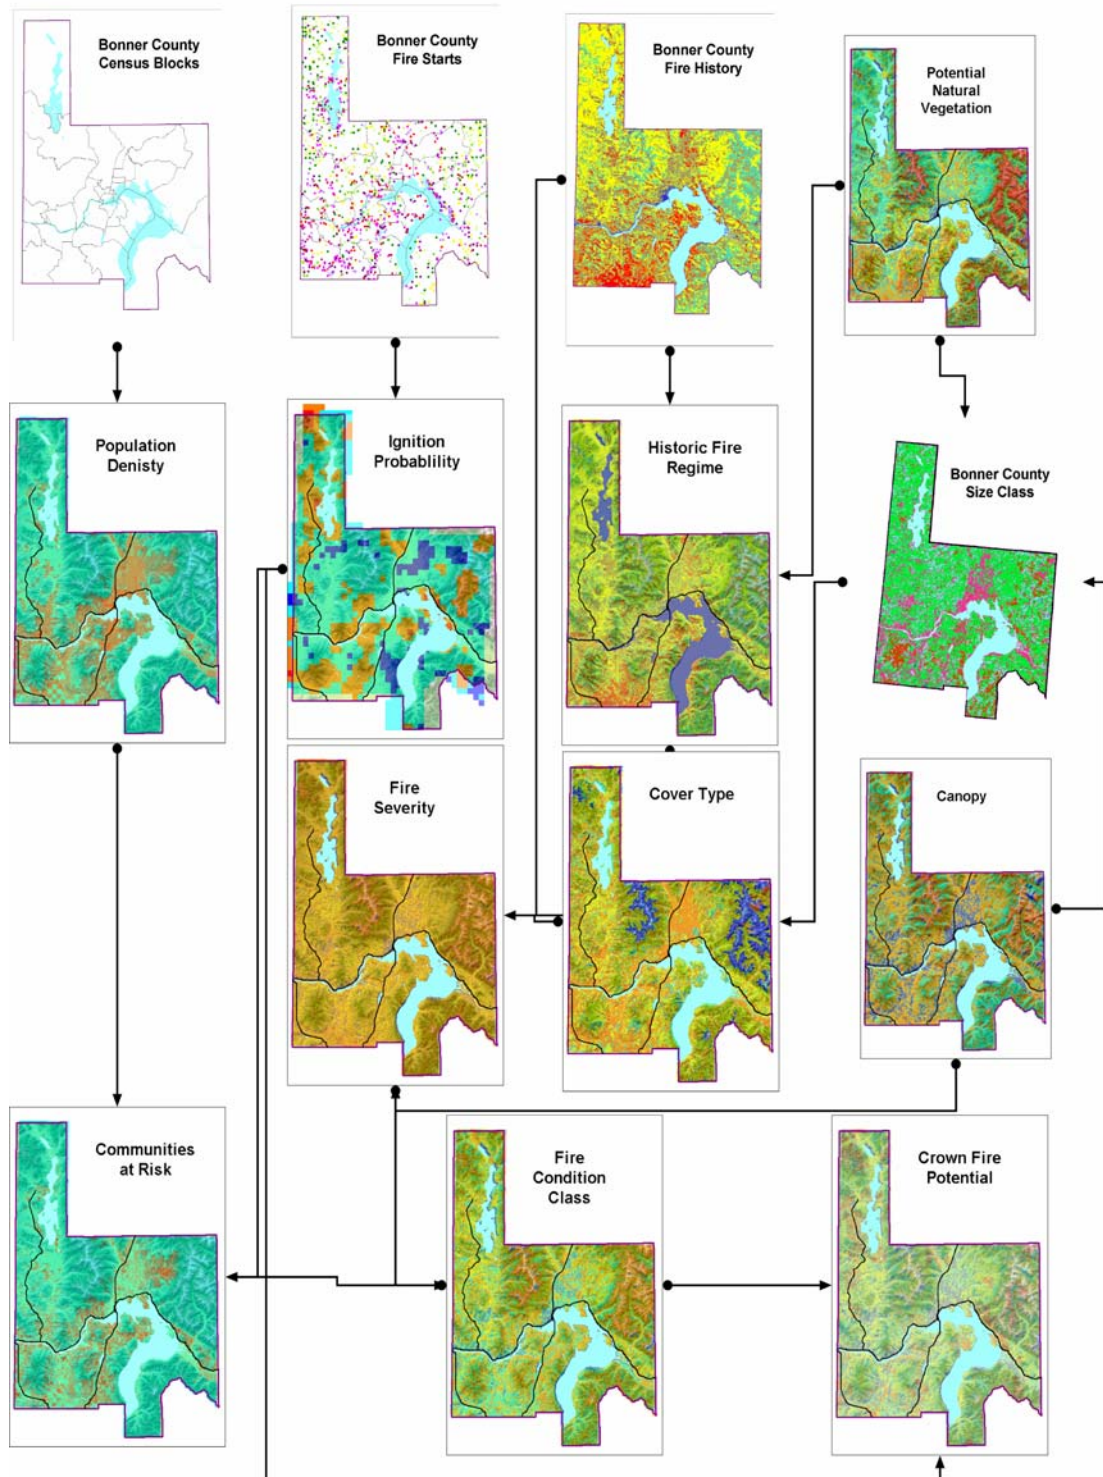 Bonner County
Census Blocks
Bonner County
Fire Starts
Bonner County
Fire History
Potential
Natural
Vegetation
Population
Denisty
Ignition
Probablility
Historic Fire
Regime
Bonner County
Size Class
Fire
Severity
Cover Type
Canopy
Communities
at Risk
Fire
Condition
Class
Crown Fire
Potential